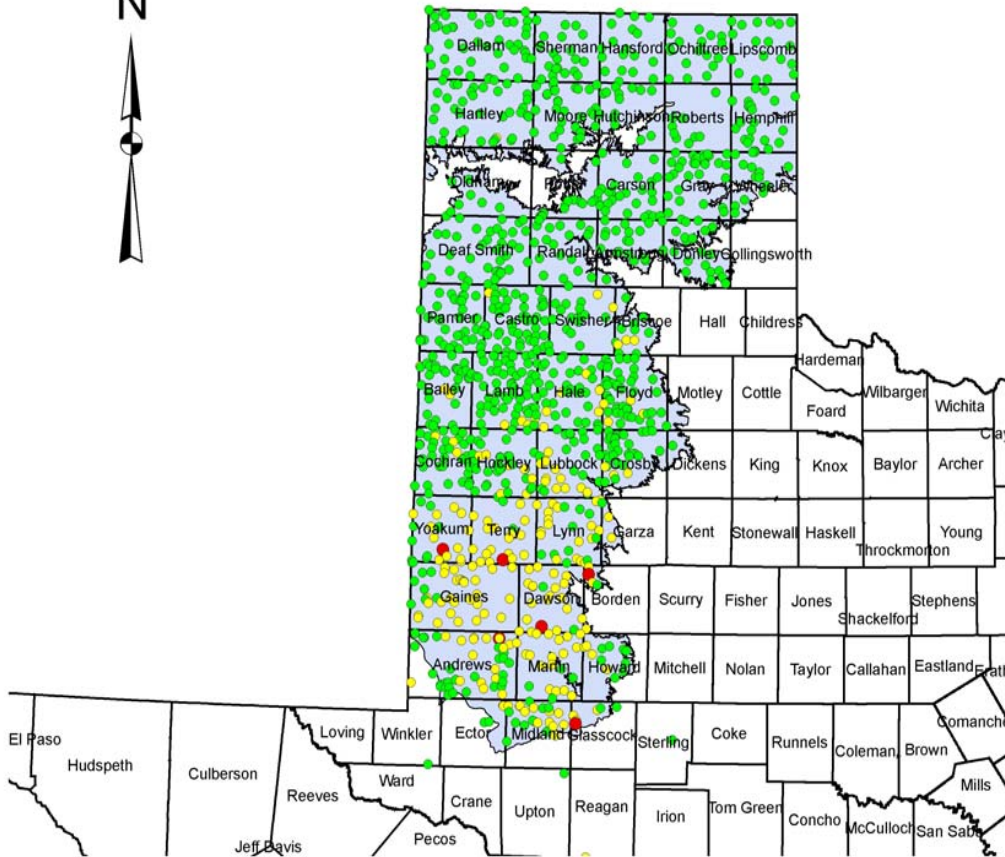 N
Dallam Sherman Hansford Ochiltree Lipscomb
Hartley Moore Hutchinson Roberts Hemphill
Oldham Potter Carson Gray Wheeler
Deaf Smith Randall Armstrong Donley Collingsworth
Parmer Castro Swisher Briscoe Hall Childress
Hardeman
Bailey Lamb Hale Floyd Motley Cottle Foard Wilbarger Wichita
Clay
Cochran Hockley Lubbock Crosby Dickens King Knox Baylor Archer
Yoakum Terry Lynn Garza Kent Stonewall Haskell Throckmorton Young
Gaines Dawson Borden Scurry Fisher Jones Shackelford Stephens
Andrews Martin Howard Mitchell Nolan Taylor Callahan Eastland Erath
Comanche
El Paso Hudspeth Culberson Loving Winkler Ector Midland Glasscock Sterling Coke Runnels Coleman Brown
Mills
Reeves Ward Crane Upton Reagan Irion Tom Green Concho McCulloch San Saba
Jeff Davis Pecos